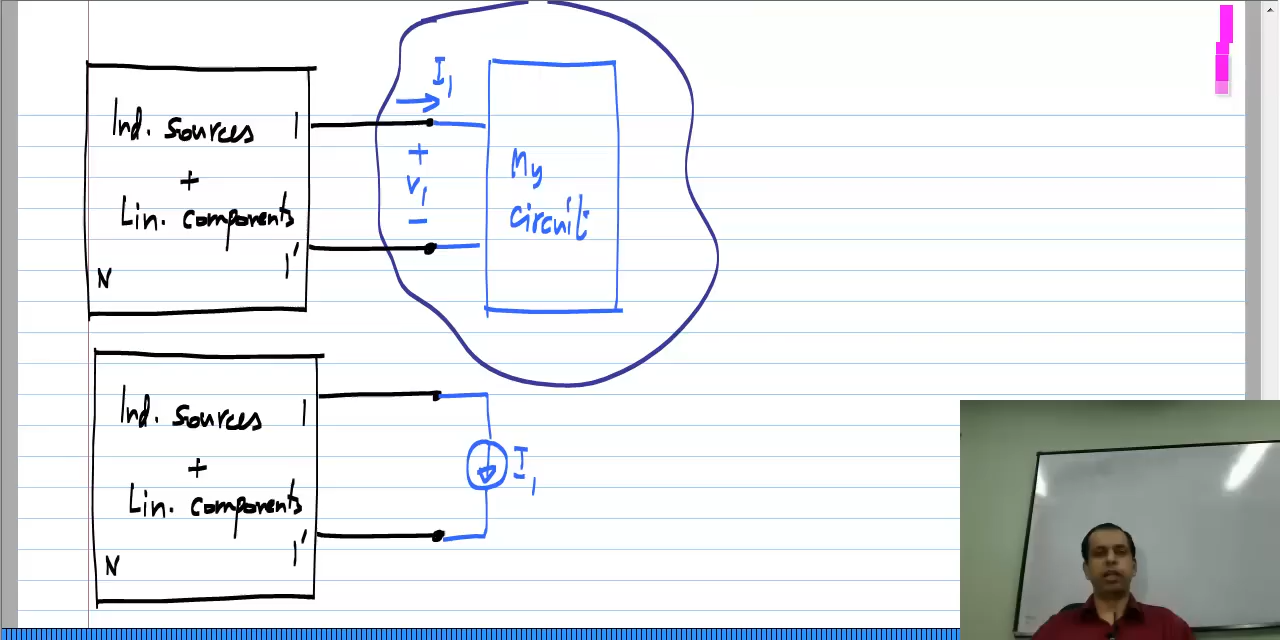 I₁
Ind. Sources 1
+
+
V₁
My
Lin. components
−
circuit
N 1'
Ind. Sources 1
+
I₁
Lin. components
N 1'